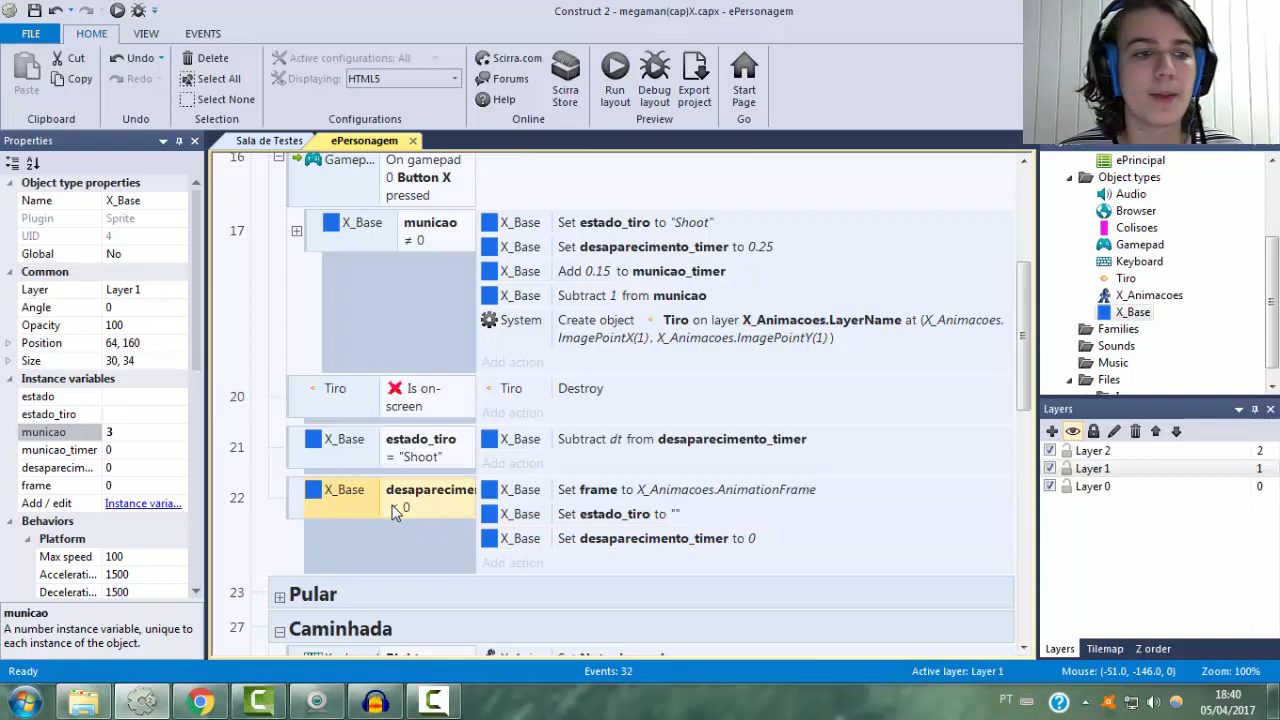 Construct 2 - megaman(cap)X.capx - ePersonagem
FILE HOME VIEW EVENTS
Paste Cut Copy Clipboard
Undo Redo Undo
Delete Select All Select None Selection
Active configurations: All
Displaying: HTML5
Configurations
Scirra.com Forums Help Scirra Store Online
Run layout Debug layout Export project Preview
Start Page Go
Properties
Object type properties
Name X_Base
Plugin Sprite
UID 4
Global No
Common
Layer Layer 1
Angle 0
Opacity 100
Position 64, 160
Size 30, 34
Instance variables
estado
estado_tiro
municao 3
municao_timer 0
desaparecim... 0
frame 0
Add / edit Instance varia...
Behaviors
Platform
Max speed 100
Accelerati... 1500
Deceleratio... 1500
municao
A number instance variable, unique to each instance of the object.
Sala de Testes ePersonagem
16 Gamep... On gamepad 0 Button X pressed
17 X_Base municao ≠ 0
X_Base Set estado_tiro to "Shoot"
X_Base Set desaparecimento_timer to 0.25
X_Base Add 0.15 to municao_timer
X_Base Subtract 1 from municao
System Create object Tiro on layer X_Animacoes.LayerName at (X_Animacoes.
ImagePointX(1), X_Animacoes.ImagePointY(1))
Add action
20 Tiro Is on-screen Tiro Destroy
Add action
21 X_Base estado_tiro = "Shoot" X_Base Subtract dt from desaparecimento_timer
Add action
22 X_Base desaparecimen 0
X_Base Set frame to X_Animacoes.AnimationFrame
X_Base Set estado_tiro to ""
X_Base Set desaparecimento_timer to 0
Add action
23 Pular
27 Caminhada
ePrincipal
Object types
Audio
Browser
Colisoes
Gamepad
Keyboard
Tiro
X_Animacoes
X_Base
Families
Sounds
Music
Files
Layers
Layer 2 2
Layer 1 1
Layer 0 0
Layers Tilemap Z order
Ready Events: 32 Active layer: Layer 1 Mouse: (-51.0, -146.0, 0) Zoom: 100%
PT 18:40
05/04/2017